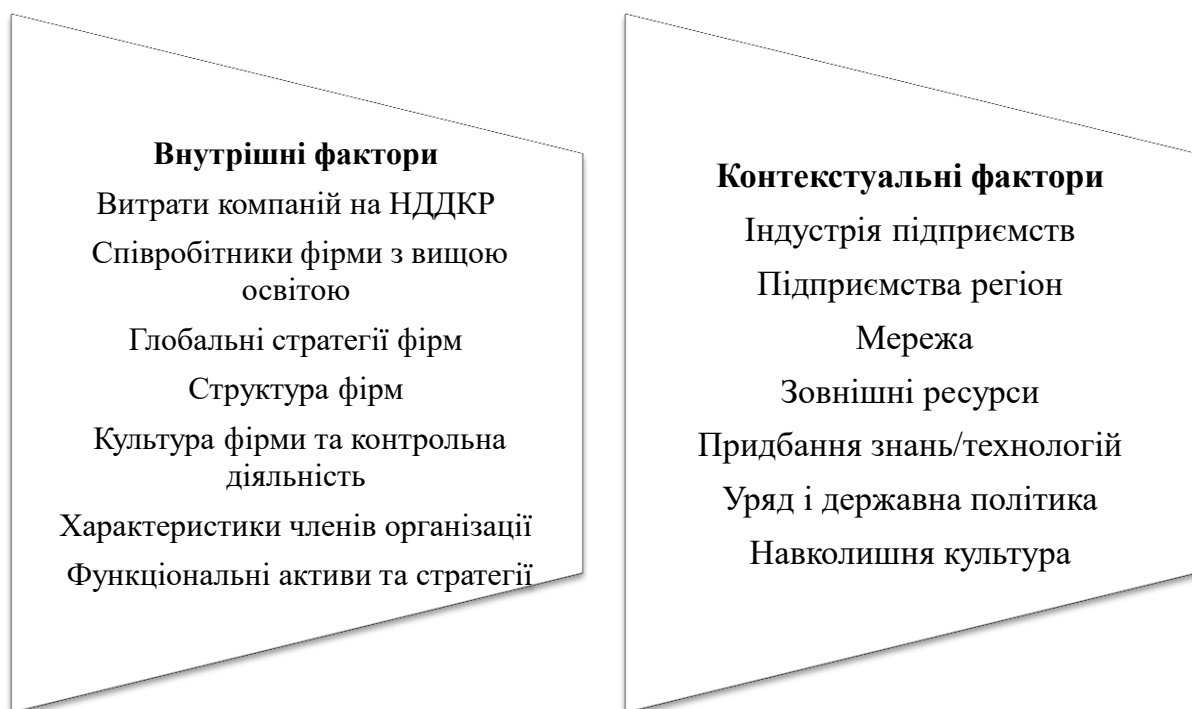 Внутрішні фактори
Витрати компаній на НДДКР
Співробітники фірми з вищою
освітою
Глобальні стратегії фірм
Структура фірм
Культура фірми та контрольна
діяльність
Характеристики членів організації
Функціональні активи та стратегії
Контекстуальні фактори
Індустрія підприємств
Підприємства регіон
Мережа
Зовнішні ресурси
Придбання знань/технологій
Уряд і державна політика
Навколишня культура